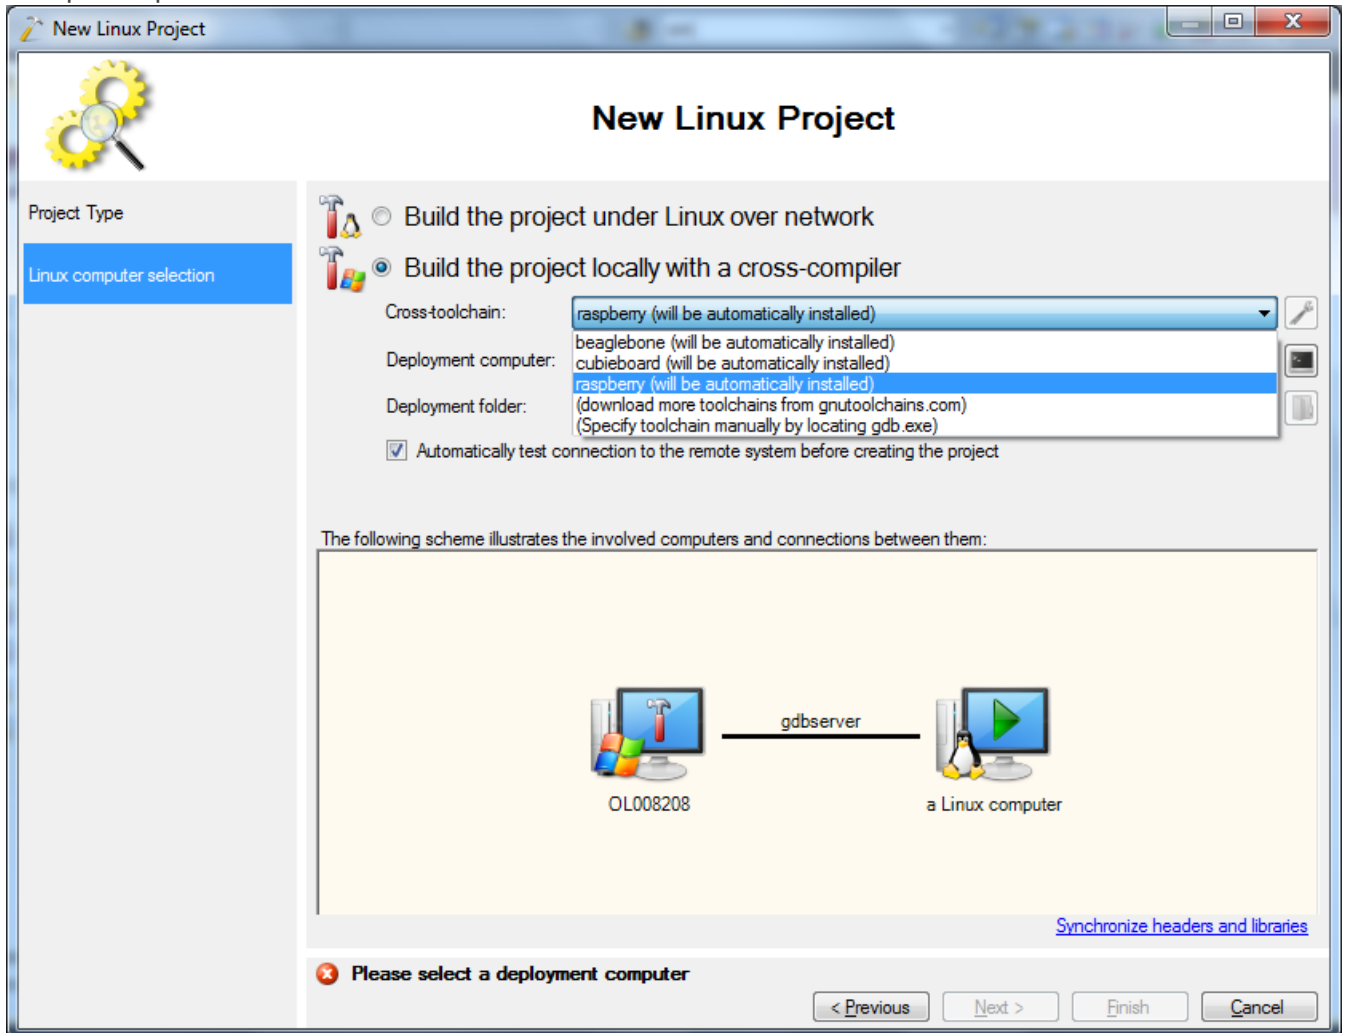 New Linux Project
New Linux Project
Project Type
Linux computer selection
Build the project under Linux over network
Build the project locally with a cross-compiler
Cross-toolchain:
raspberry (will be automatically installed)
beaglebone (will be automatically installed)
Deployment computer:
cubieboard (will be automatically installed)
raspberry (will be automatically installed)
Deployment folder:
(download more toolchains from gnutoolchains.com)
(Specify toolchain manually by locating gdb.exe)
Automatically test connection to the remote system before creating the project
The following scheme illustrates the involved computers and connections between them:
gdbserver
OL008208
a Linux computer
Synchronize headers and libraries
Please select a deployment computer
< Previous
Next >
Finish
Cancel